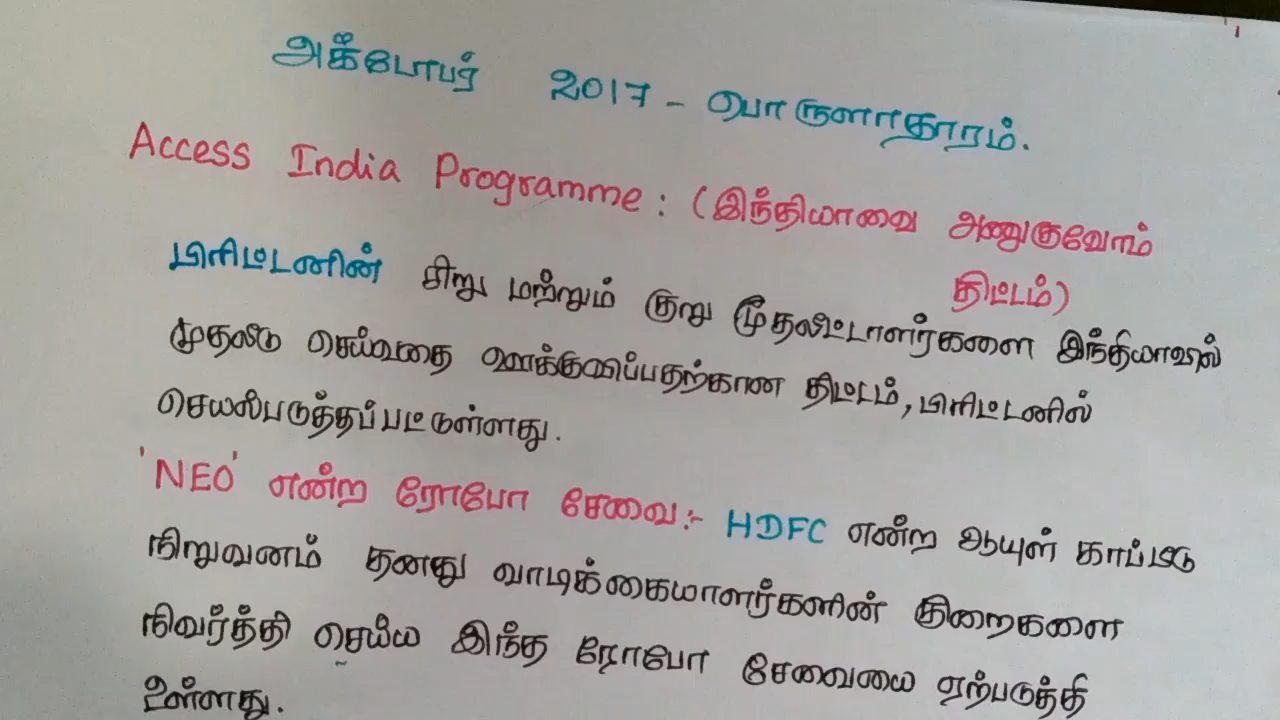 அக்டோபர் 2017 - பொருளாதாரம்.
Access India Programme : (இந்தியாவை அணுகுவோம்
திட்டம்)
பிரிட்டனின் சிறு மற்றும் குறு முதலீட்டாளர்களை இந்தியாவில்
முதலீடு செய்வதை ஊக்குவிப்பதற்கான திட்டம், பிரிட்டனில்
செயல்படுத்தப்பட்டுள்ளது.
'NEO' என்ற ரோபோ சேவை :- HDFC என்ற ஆயுள் காப்பீடு
நிறுவனம் தனது வாடிக்கையாளர்களின் குறைகளை
நிவர்த்தி செய்ய இந்த ரோபோ சேவையை ஏற்படுத்தி
உள்ளது.